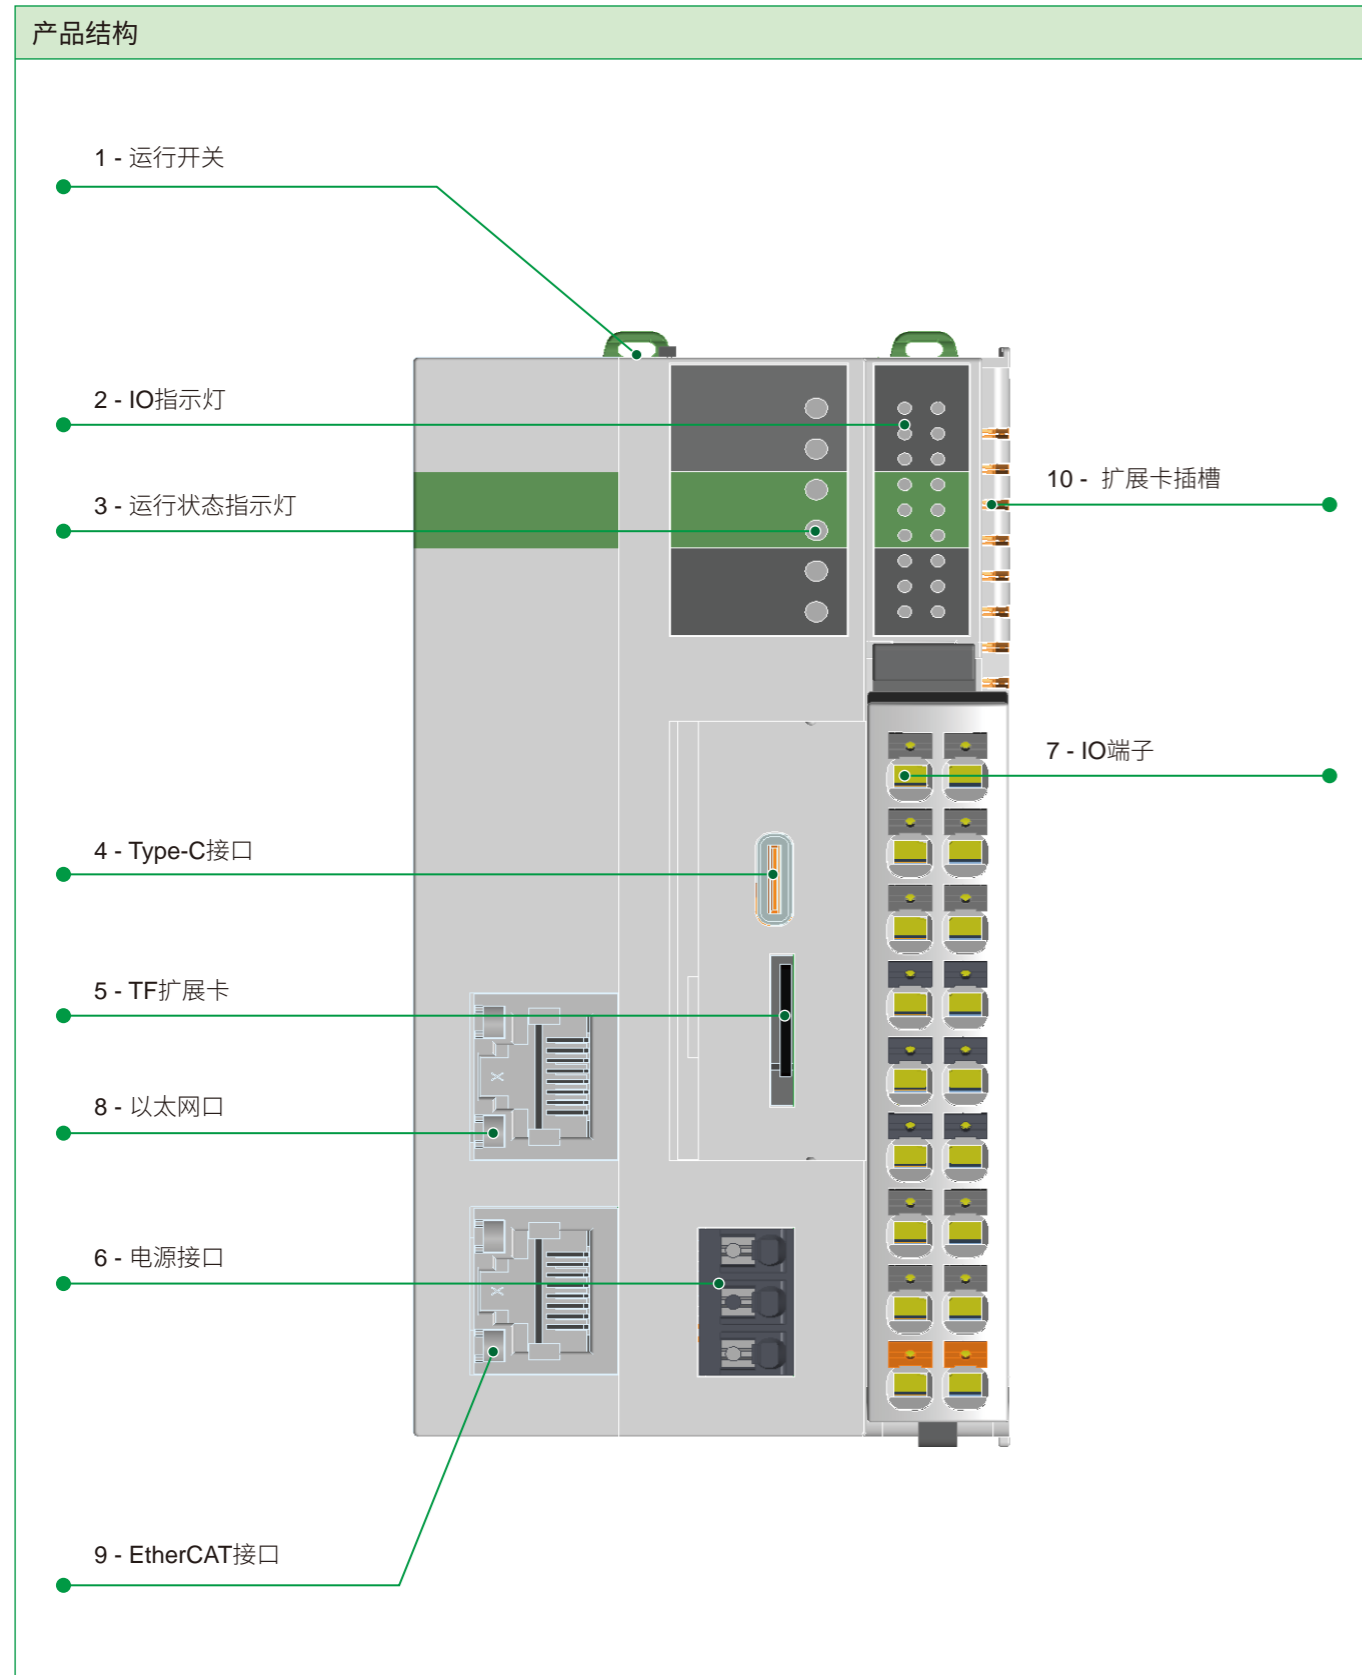 产品结构
1 - 运行开关
2 - IO指示灯
3 - 运行状态指示灯
10 - 扩展卡插槽
7 - IO端子
4 - Type-C接口
5 - TF扩展卡
8 - 以太网口
6 - 电源接口
9 - EtherCAT接口